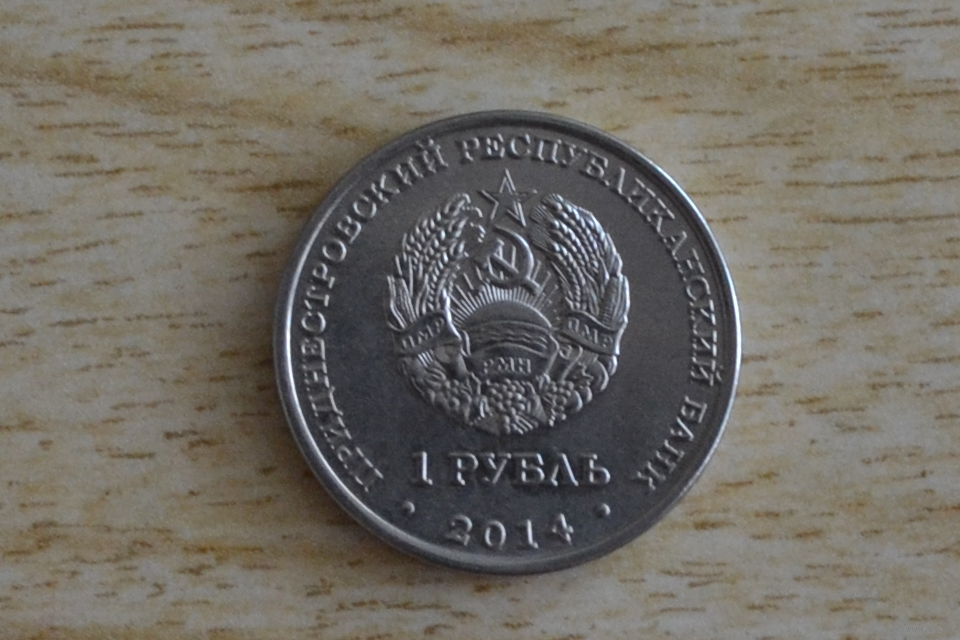 ПРИДНЕСТРОВСКИЙ РЕСПУБЛИКАНСКИЙ БАНК
ПМР
РМН
ПМР
1 РУБЛЬ
2014